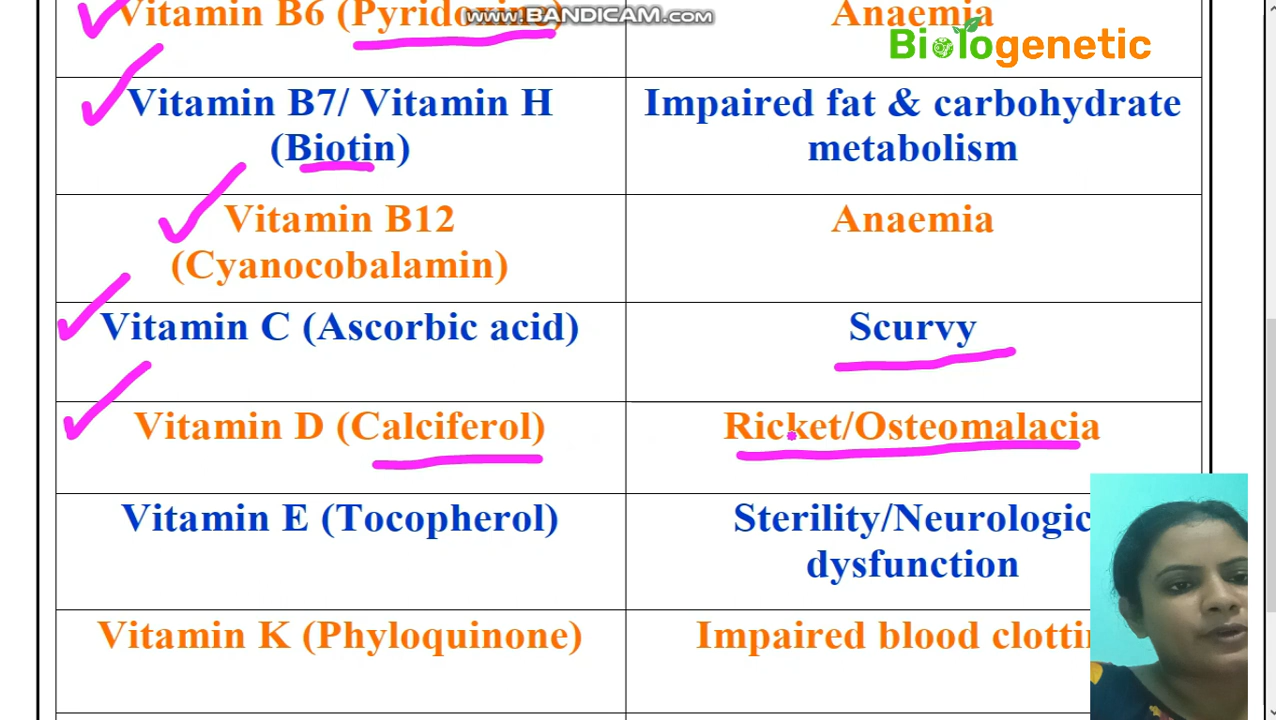 Vitamin B6 (Pyridoxine)
Anaemia
www.BANDICAM.com
Biologenetic
Vitamin B7/ Vitamin H
(Biotin)
Impaired fat & carbohydrate
metabolism
Vitamin B12
(Cyanocobalamin)
Anaemia
Vitamin C (Ascorbic acid)
Scurvy
Vitamin D (Calciferol)
Ricket/Osteomalacia
Vitamin E (Tocopherol)
Sterility/Neurologic
dysfunction
Vitamin K (Phyloquinone)
Impaired blood clotti